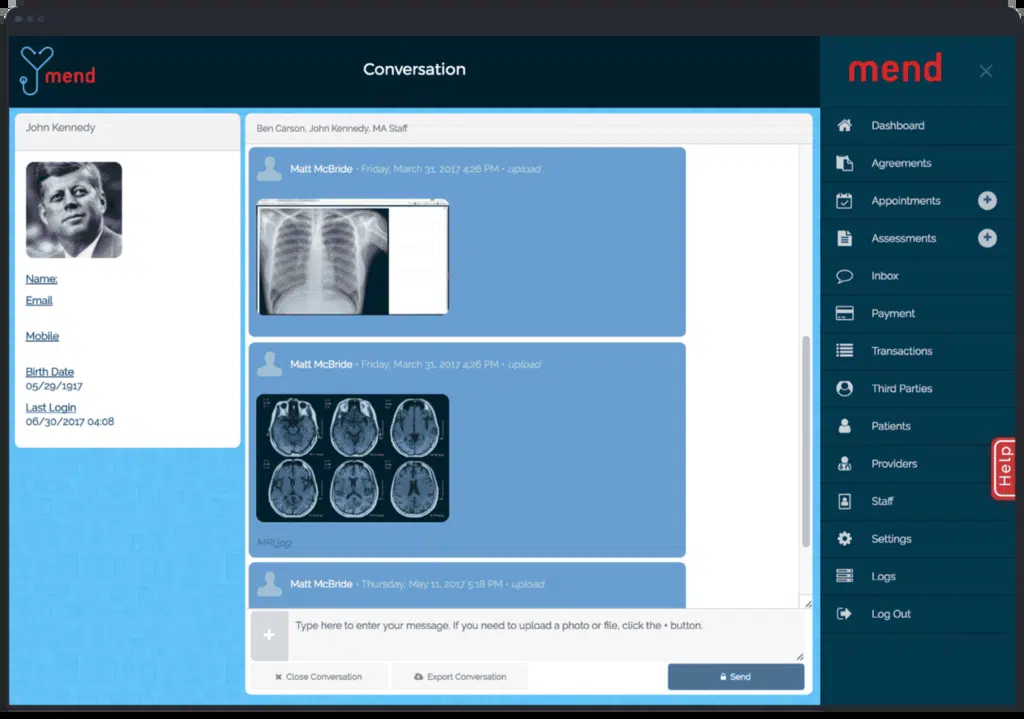 mend
Conversation
mend
John Kennedy
Name:
Email
Mobile
Birth Date
05/29/1917
Last Login
06/30/2017 04:08
Ben Carson, John Kennedy, MA Staff
Matt McBride - Friday, March 31, 2017 4:26 PM - upload
Matt McBride - Friday, March 31, 2017 4:26 PM - upload
MRI.jpg
Matt McBride - Thursday, May 11, 2017 5:18 PM - upload
Type here to enter your message. If you need to upload a photo or file, click the + button.
Close Conversation
Export Conversation
Send
Dashboard
Agreements
Appointments
Assessments
Inbox
Payment
Transactions
Third Parties
Patients
Providers
Staff
Settings
Logs
Log Out
Help